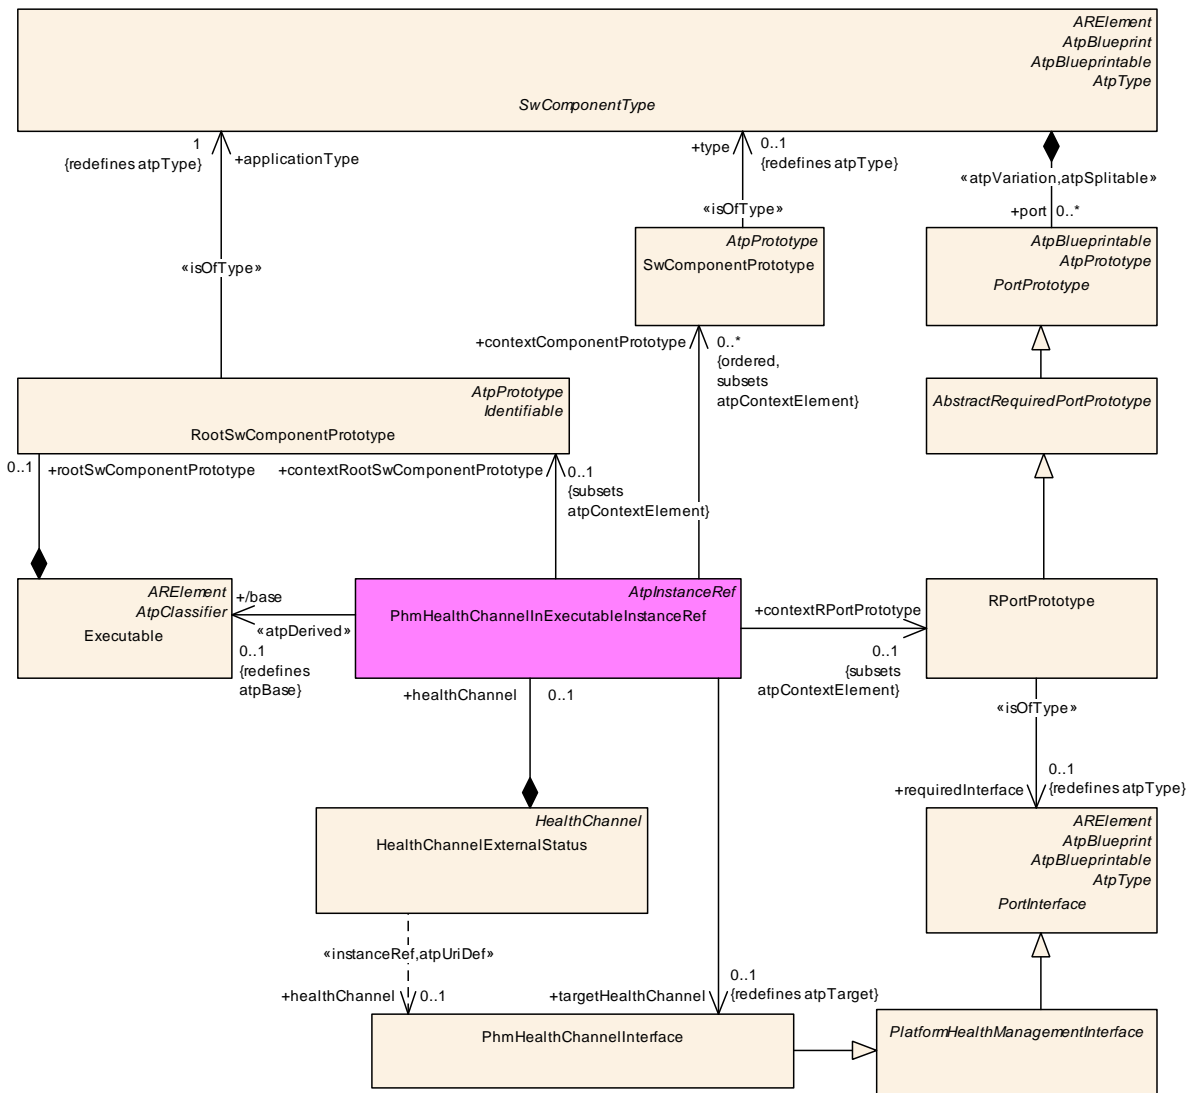 ARElement
AtpBlueprint
AtpBlueprintable
AtpType
SwComponentType
1
{redefines atpType}
+applicationType
+type
0..1
{redefines atpType}
«atpVariation,atpSplitable»
+port 0..*
«isOfType»
«isOfType»
AtpPrototype
SwComponentPrototype
AtpBlueprintable
AtpPrototype
PortPrototype
+contextComponentPrototype
0..*
{ordered,
subsets
atpContextElement}
AtpPrototype
Identifiable
RootSwComponentPrototype
AbstractRequiredPortPrototype
0..1
+rootSwComponentPrototype
+contextRootSwComponentPrototype
0..1
{subsets
atpContextElement}
ARElement
AtpClassifier
Executable
+/base
«atpDerived»
0..1
{redefines
atpBase}
AtpInstanceRef
PhmHealthChannelInExecutableInstanceRef
+contextRPortPrototype
0..1
{subsets
atpContextElement}
RPortPrototype
+healthChannel
0..1
«isOfType»
+requiredInterface
0..1
{redefines atpType}
HealthChannel
HealthChannelExternalStatus
ARElement
AtpBlueprint
AtpBlueprintable
AtpType
PortInterface
«instanceRef,atpUriDef»
+healthChannel 0..1
+targetHealthChannel
0..1
{redefines atpTarget}
PhmHealthChannelInterface
PlatformHealthManagementInterface